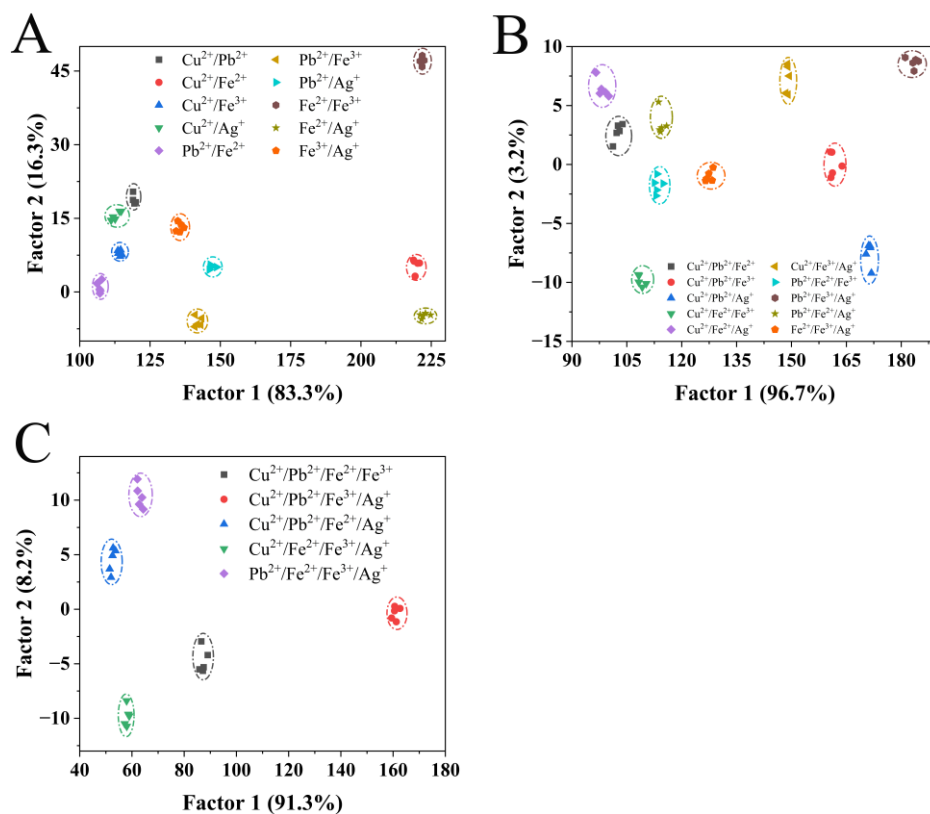 A
Cu²⁺/Pb²⁺
Cu²⁺/Fe²⁺
Cu²⁺/Fe³⁺
Cu²⁺/Ag⁺
Pb²⁺/Fe²⁺
Pb²⁺/Fe³⁺
Pb²⁺/Ag⁺
Fe²⁺/Fe³⁺
Fe²⁺/Ag⁺
Fe³⁺/Ag⁺
Factor 2 (16.3%)
45
30
15
0
100 125 150 175 200 225
Factor 1 (83.3%)
B
Cu²⁺/Pb²⁺/Fe²⁺
Cu²⁺/Pb²⁺/Fe³⁺
Cu²⁺/Pb²⁺/Ag⁺
Cu²⁺/Fe²⁺/Fe³⁺
Cu²⁺/Fe²⁺/Ag⁺
Cu²⁺/Fe³⁺/Ag⁺
Pb²⁺/Fe²⁺/Fe³⁺
Pb²⁺/Fe³⁺/Ag⁺
Pb²⁺/Fe²⁺/Ag⁺
Fe²⁺/Fe³⁺/Ag⁺
Factor 2 (3.2%)
10
5
0
−5
−10
−15
90 105 120 135 150 165 180
Factor 1 (96.7%)
C
Cu²⁺/Pb²⁺/Fe²⁺/Fe³⁺
Cu²⁺/Pb²⁺/Fe³⁺/Ag⁺
Cu²⁺/Pb²⁺/Fe²⁺/Ag⁺
Cu²⁺/Fe²⁺/Fe³⁺/Ag⁺
Pb²⁺/Fe²⁺/Fe³⁺/Ag⁺
Factor 2 (8.2%)
10
5
0
−5
−10
40 60 80 100 120 140 160 180
Factor 1 (91.3%)